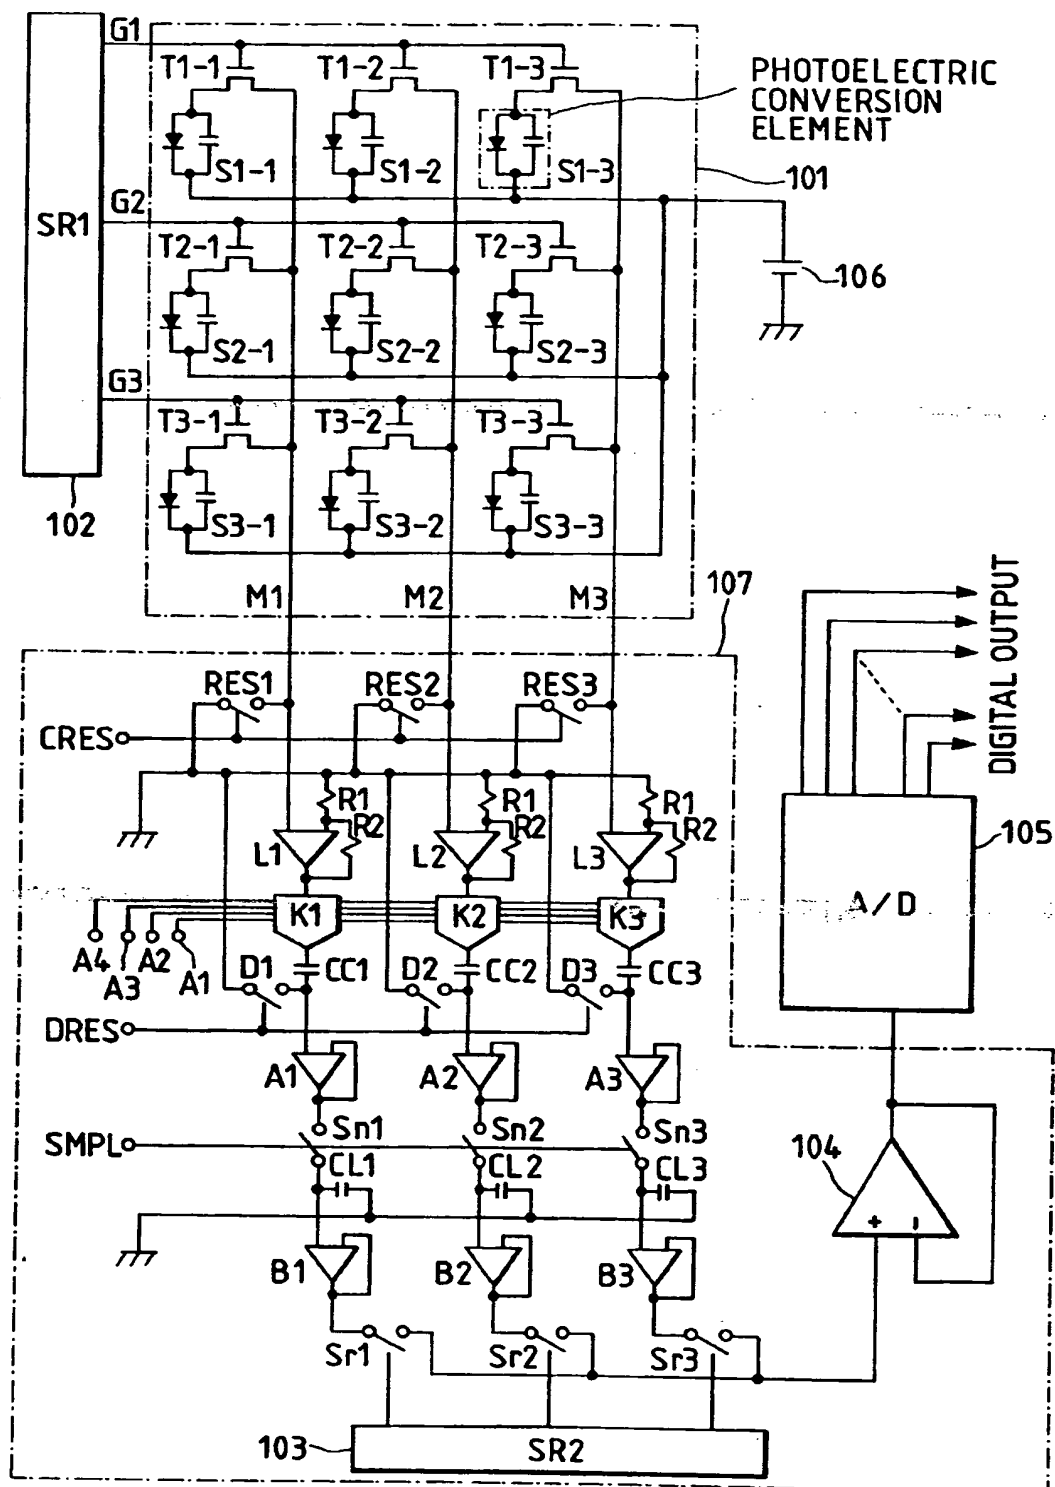 G1
T1-1 T1-2 T1-3
PHOTOELECTRIC
CONVERSION
ELEMENT
S1-1 S1-2 S1-3
101
SR1
G2
T2-1 T2-2 T2-3
106
S2-1 S2-2 S2-3
G3
T3-1 T3-2 T3-3
102
S3-1 S3-2 S3-3
M1 M2 M3
107
DIGITAL OUTPUT
RES1 RES2 RES3
CRES
R1 R1 R1
R2 R2 R2
L1 L2 L3
105
A/D
K1 K2 K3
A4 A3 A2 A1
D1 CC1 D2 CC2 D3 CC3
DRES
A1 A2 A3
Sn1 Sn2 Sn3
SMPL
104
CL1 CL2 CL3
+ -
B1 B2 B3
Sr1 Sr2 Sr3
103
SR2